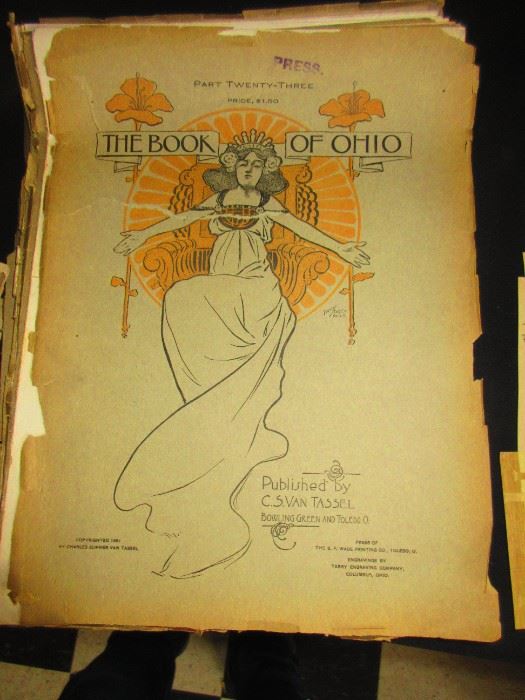 PRESS.
PART TWENTY-THREE
PRICE, $1.50
THE BOOK OF OHIO
Published by
C.S. VAN TASSEL
BOWLING GREEN AND TOLEDO O.
COPYRIGHTED 1901
BY CHARLES SUMNER VAN TASSEL
PRESS OF
THE B. F. WADE PRINTING CO., TOLEDO, O.
ENGRAVINGS BY
TERRY ENGRAVING COMPANY,
COLUMBUS, OHIO.